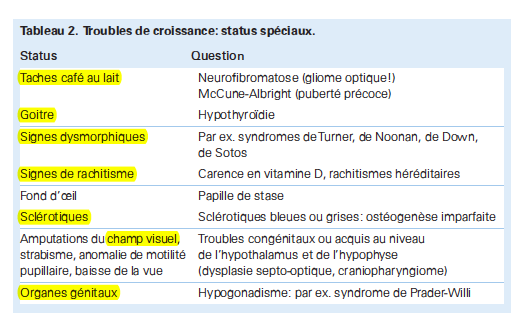 Tableau 2. Troubles de croissance: status spéciaux.
Status Question
Taches café au lait Neurofibromatose (gliome optique!)
McCune-Albright (puberté précoce)
Goitre Hypothyroïdie
Signes dysmorphiques Par ex. syndromes de Turner, de Noonan, de Down,
de Sotos
Signes de rachitisme Carence en vitamine D, rachitismes héréditaires
Fond d'œil Papille de stase
Sclérotiques Sclérotiques bleues ou grises: ostéogenèse imparfaite
Amputations du champ visuel, Troubles congénitaux ou acquis au niveau
strabisme, anomalie de motilité de l'hypothalamus et de l'hypophyse
pupillaire, baisse de la vue (dysplasie septo-optique, craniopharyngiome)
Organes génitaux Hypogonadisme: par ex. syndrome de Prader-Willi